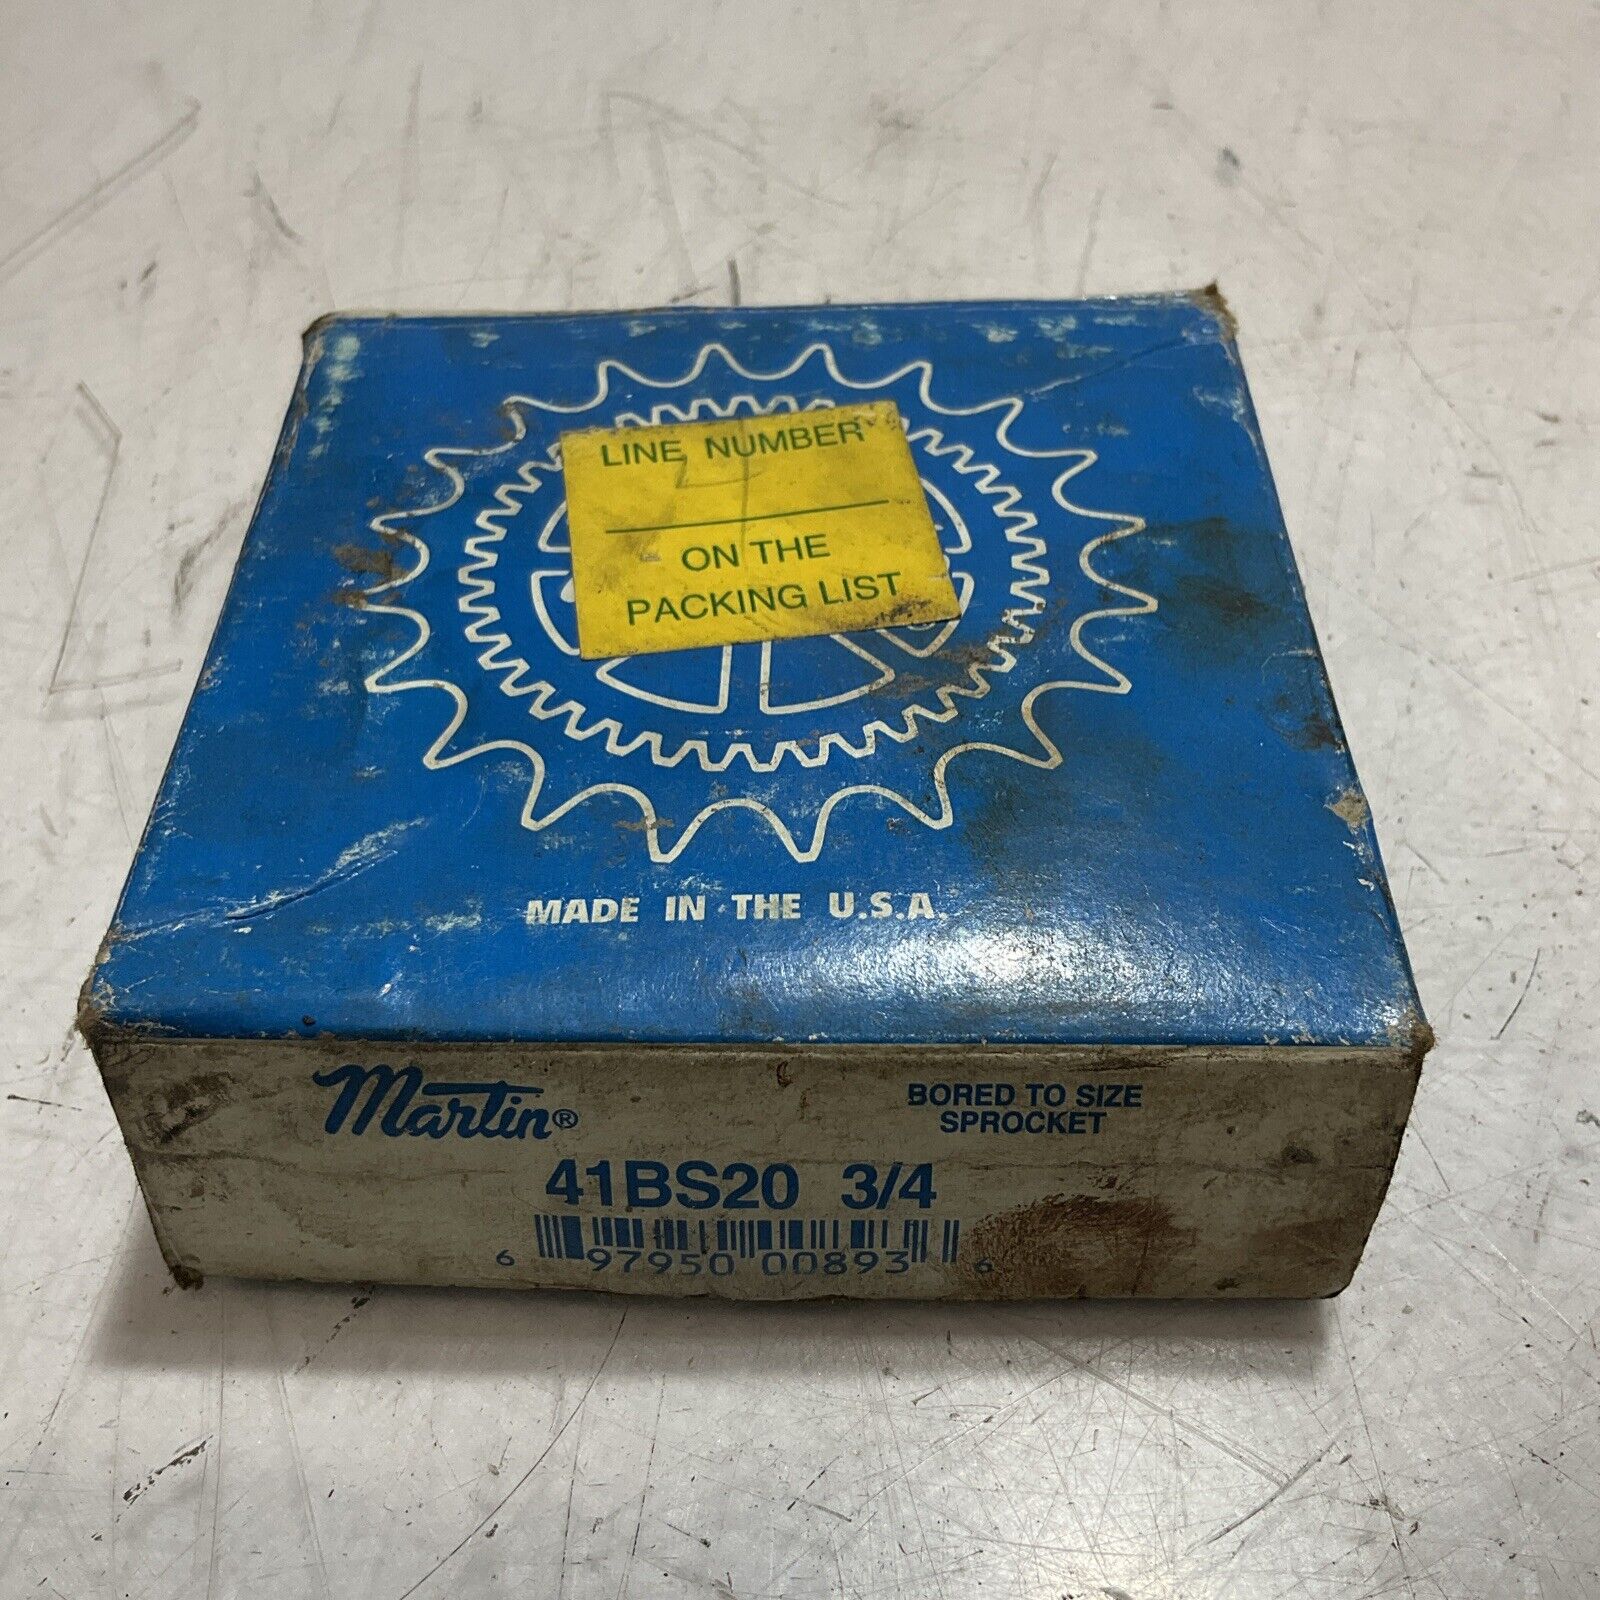 LINE NUMBER
ON THE
PACKING LIST
MADE IN THE U.S.A.
Martin®
BORED TO SIZE
SPROCKET
41BS20 3/4
6 97950 00893 6